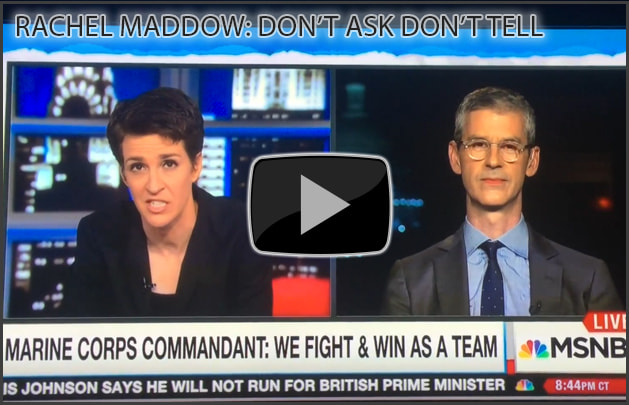 RACHEL MADDOW: DON'T ASK DON'T TELL
LIVE
MARINE CORPS COMMANDANT: WE FIGHT & WIN AS A TEAM
MSNB
IS JOHNSON SAYS HE WILL NOT RUN FOR BRITISH PRIME MINISTER
8:44PM CT